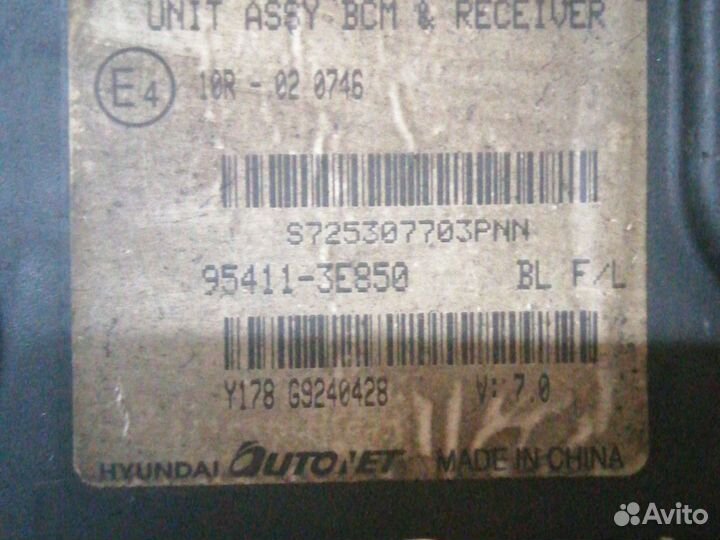 UNIT ASSY BCM & RECEIVER
E4 10R - 02 0746
S725307703PNN
95411-3E850 BL F/L
Y178 G9240428 V: 7.0
HYUNDAI AUTONET MADE IN CHINA
Avito